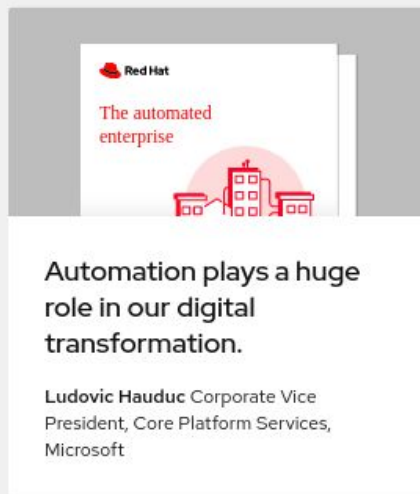 Red Hat
The automated
enterprise
Automation plays a huge
role in our digital
transformation.
Ludovic Hauduc Corporate Vice
President, Core Platform Services,
Microsoft